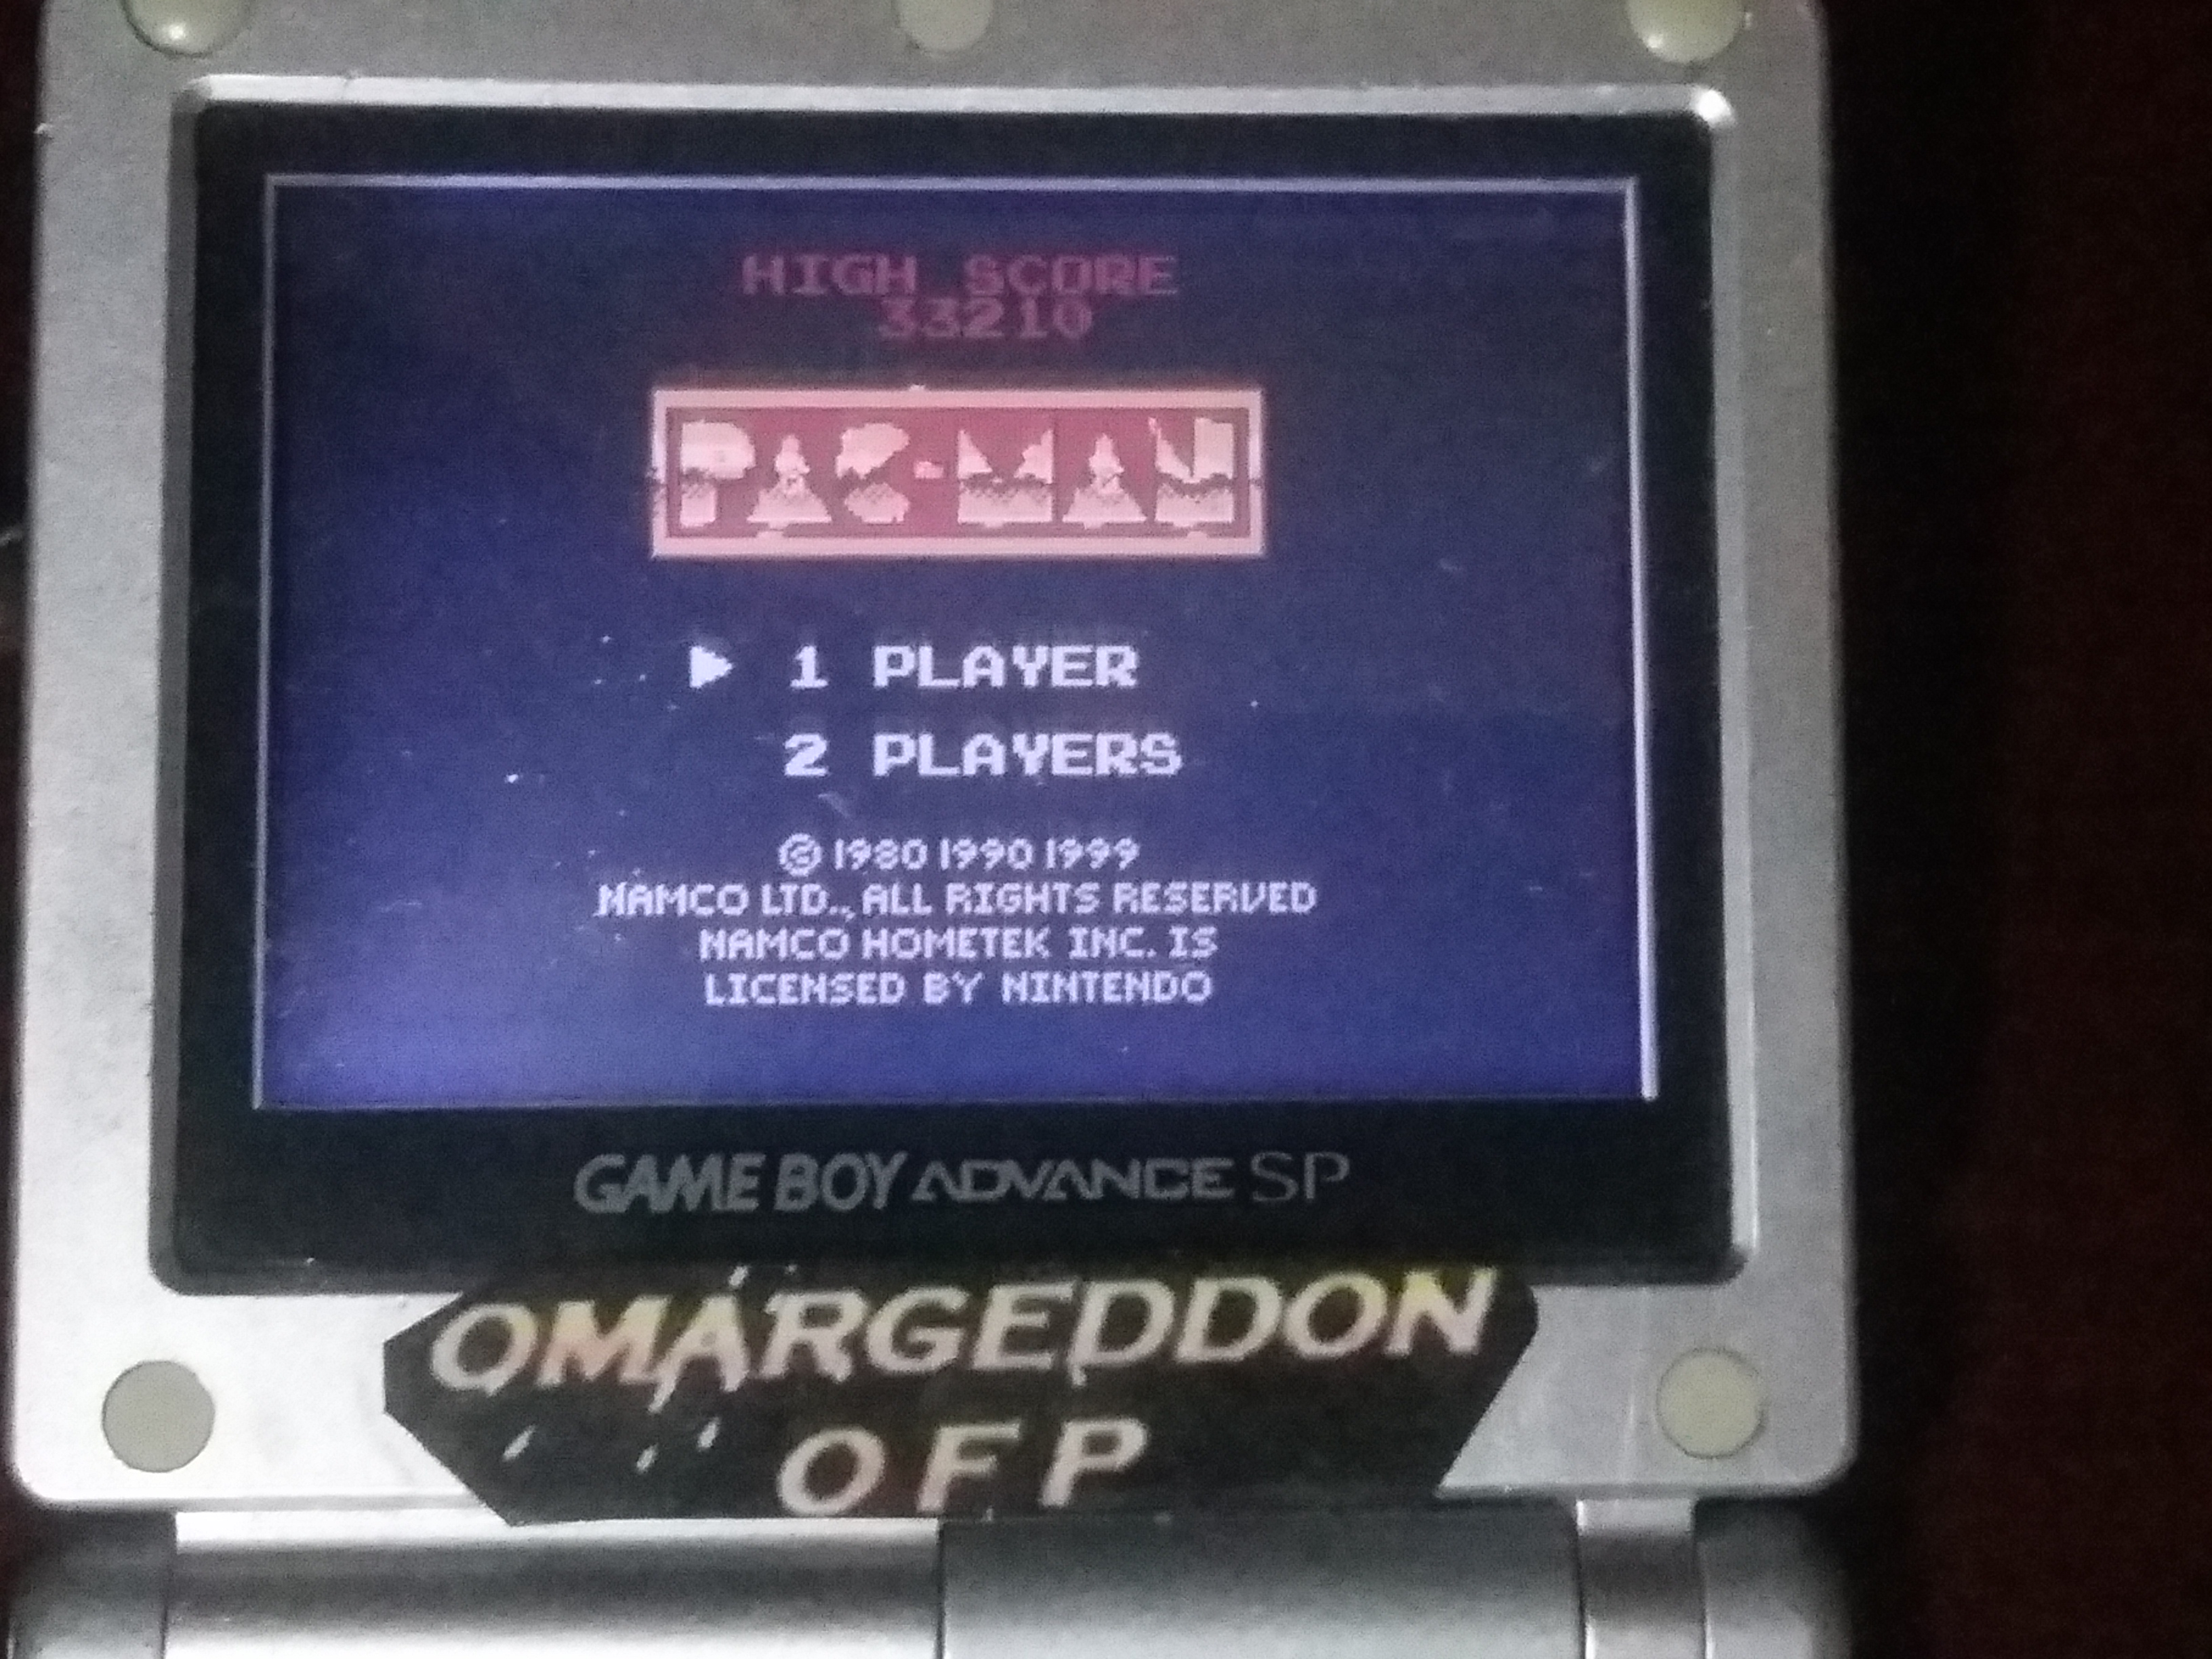 HIGH SCORE
33210
PAC-MAN
1 PLAYER
2 PLAYERS
© 1980 1990 1999
NAMCO LTD., ALL RIGHTS RESERVED
NAMCO HOMETEK INC. IS
LICENSED BY NINTENDO
GAME BOY ADVANCE SP
OMARGEDDON
OFP